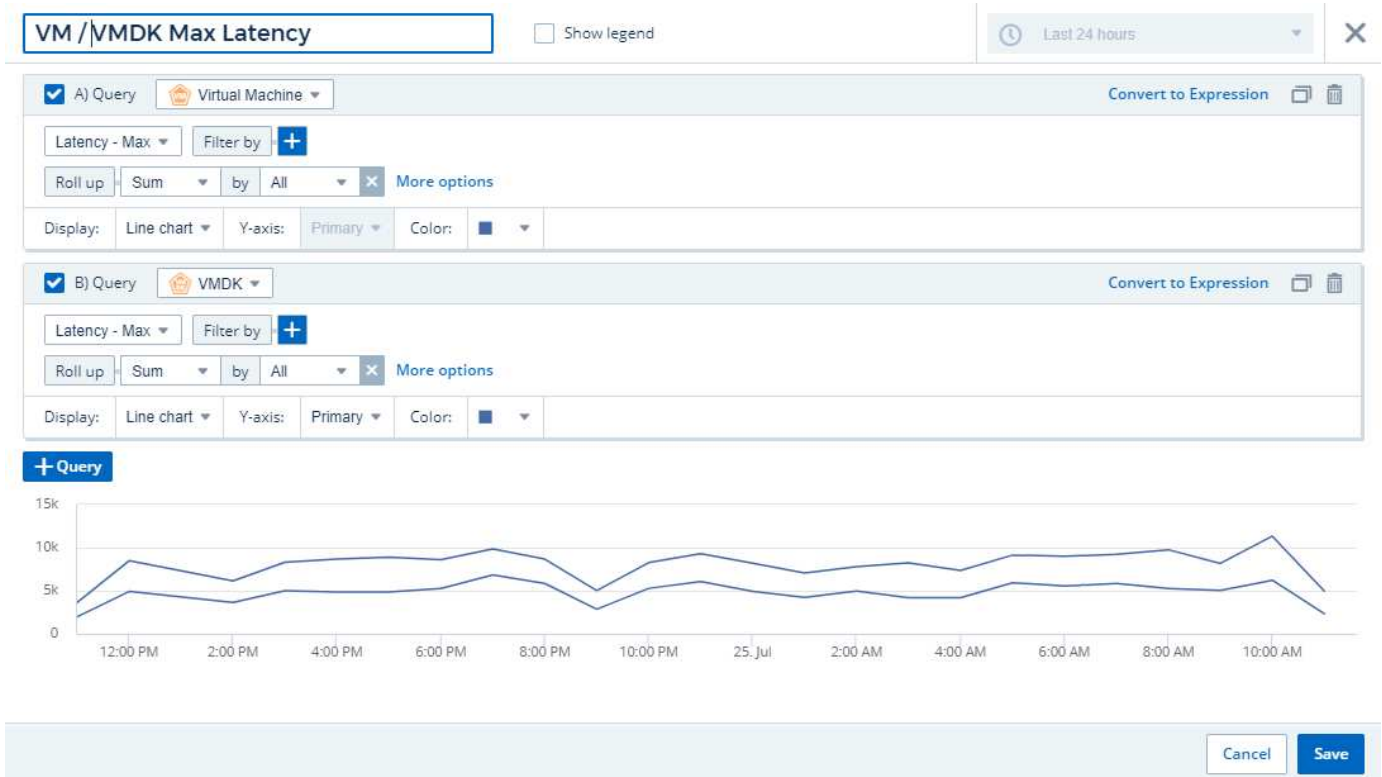 VM / VMDK Max Latency Show legend Last 24 hours
A) Query Virtual Machine Convert to Expression
Latency - Max Filter by
Roll up Sum by All More options
Display: Line chart Y-axis: Primary Color:
B) Query VMDK Convert to Expression
Latency - Max Filter by
Roll up Sum by All More options
Display: Line chart Y-axis: Primary Color:
+ Query
15k
10k
5k
0
12:00 PM 2:00 PM 4:00 PM 6:00 PM 8:00 PM 10:00 PM 25. Jul 2:00 AM 4:00 AM 6:00 AM 8:00 AM 10:00 AM
Cancel Save